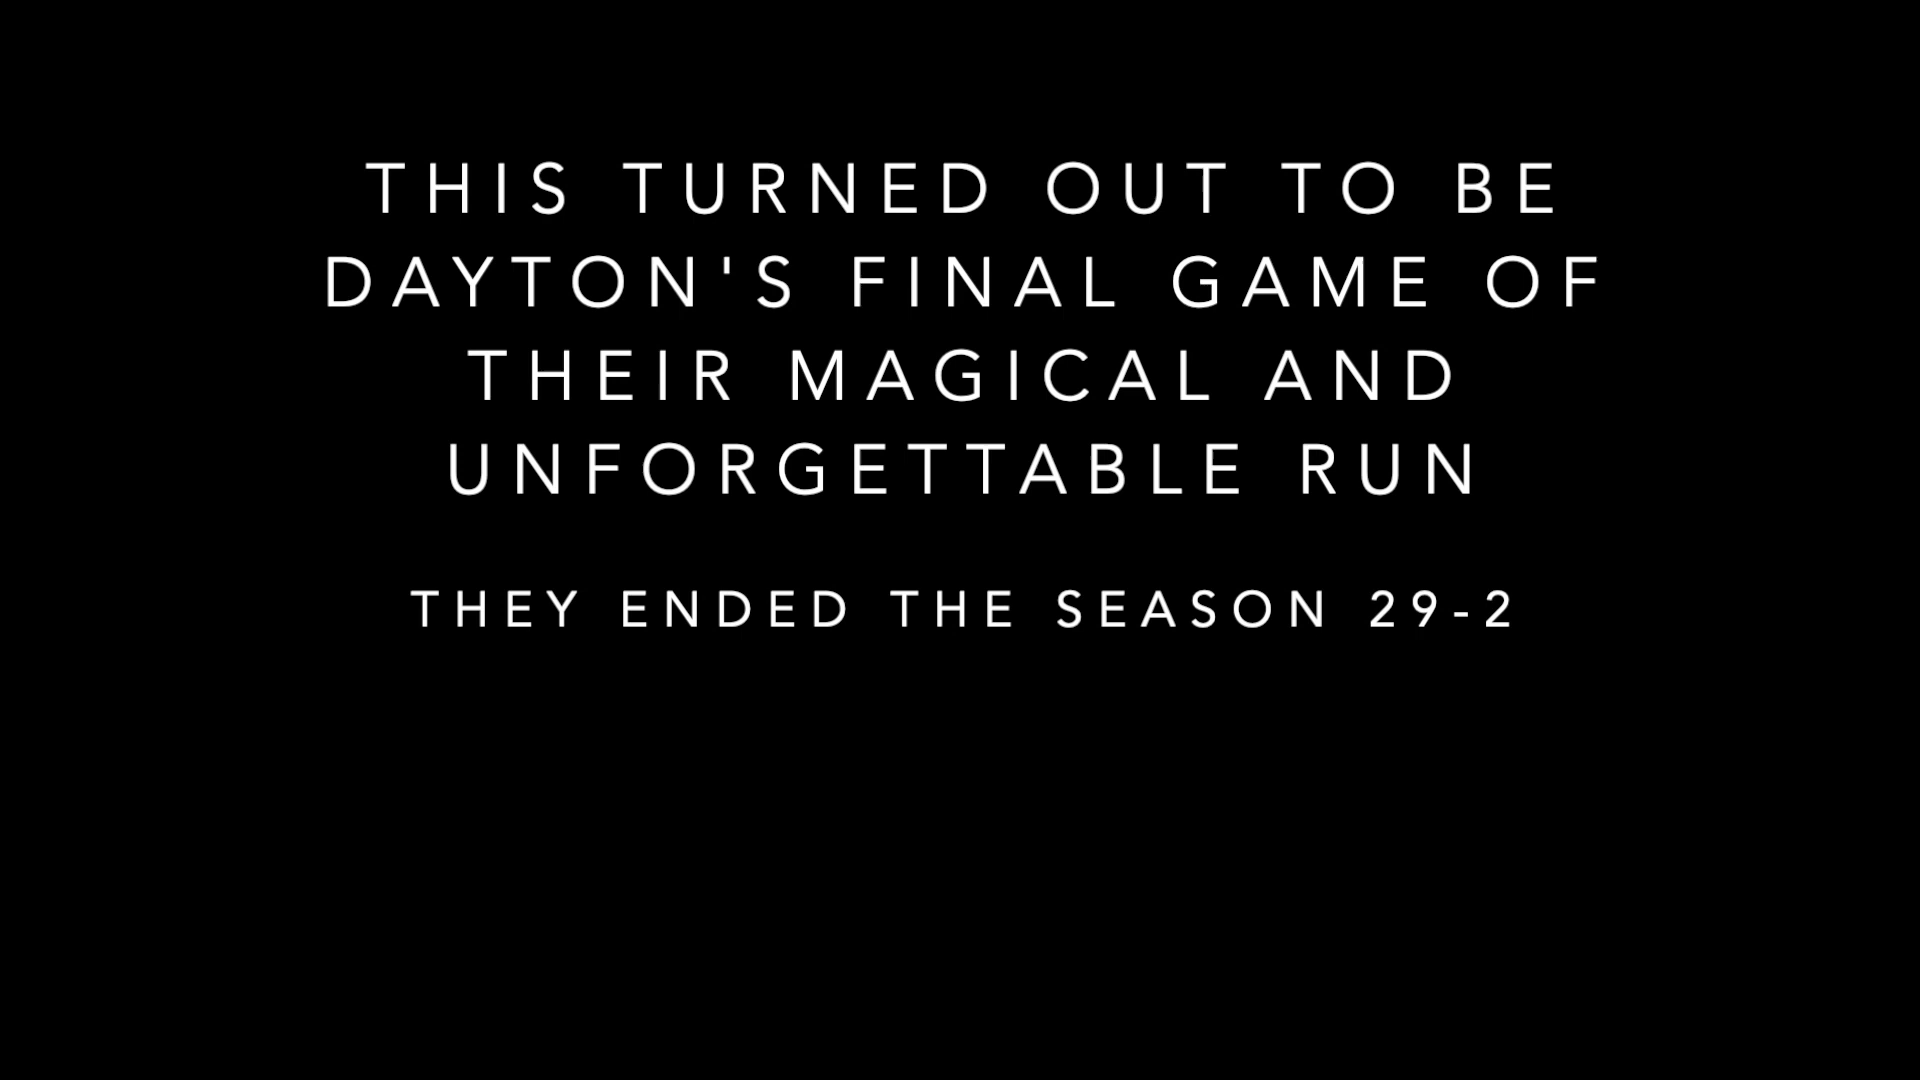 THIS TURNED OUT TO BE
DAYTON'S FINAL GAME OF
THEIR MAGICAL AND
UNFORGETTABLE RUN
THEY ENDED THE SEASON 29-2